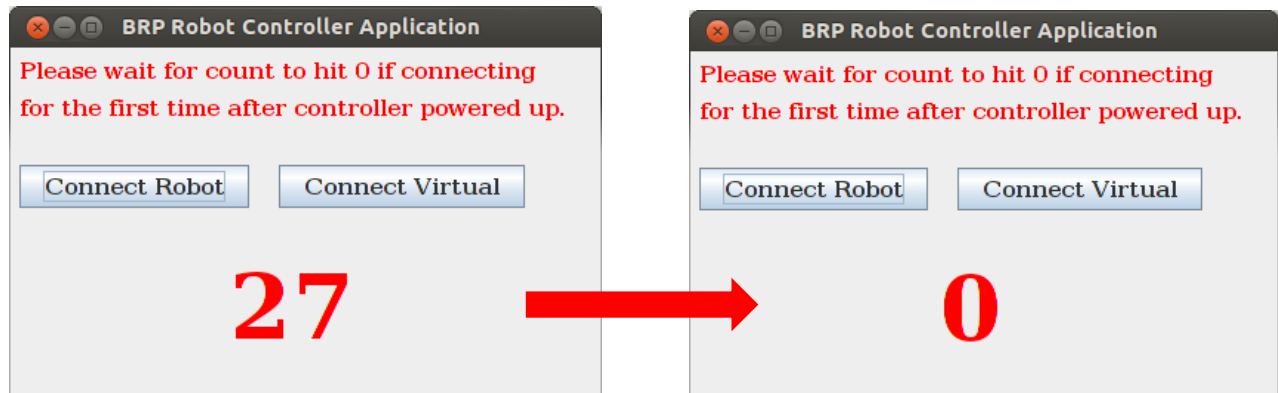 BRP Robot Controller Application
Please wait for count to hit 0 if connecting
for the first time after controller powered up.
Connect Robot Connect Virtual
27
BRP Robot Controller Application
Please wait for count to hit 0 if connecting
for the first time after controller powered up.
Connect Robot Connect Virtual
0